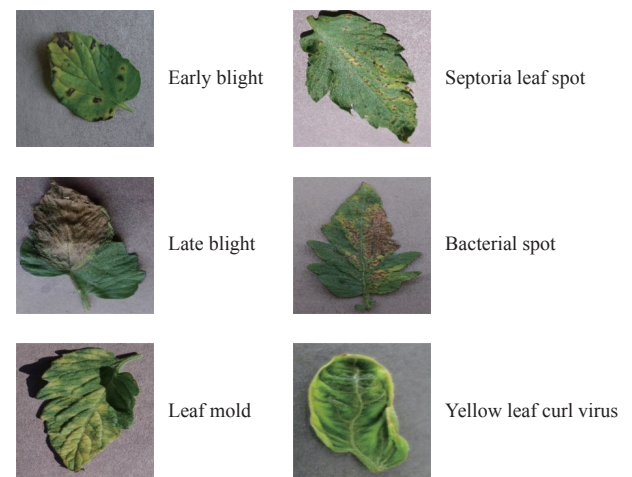 Early blight
Septoria leaf spot
Late blight
Bacterial spot
Leaf mold
Yellow leaf curl virus